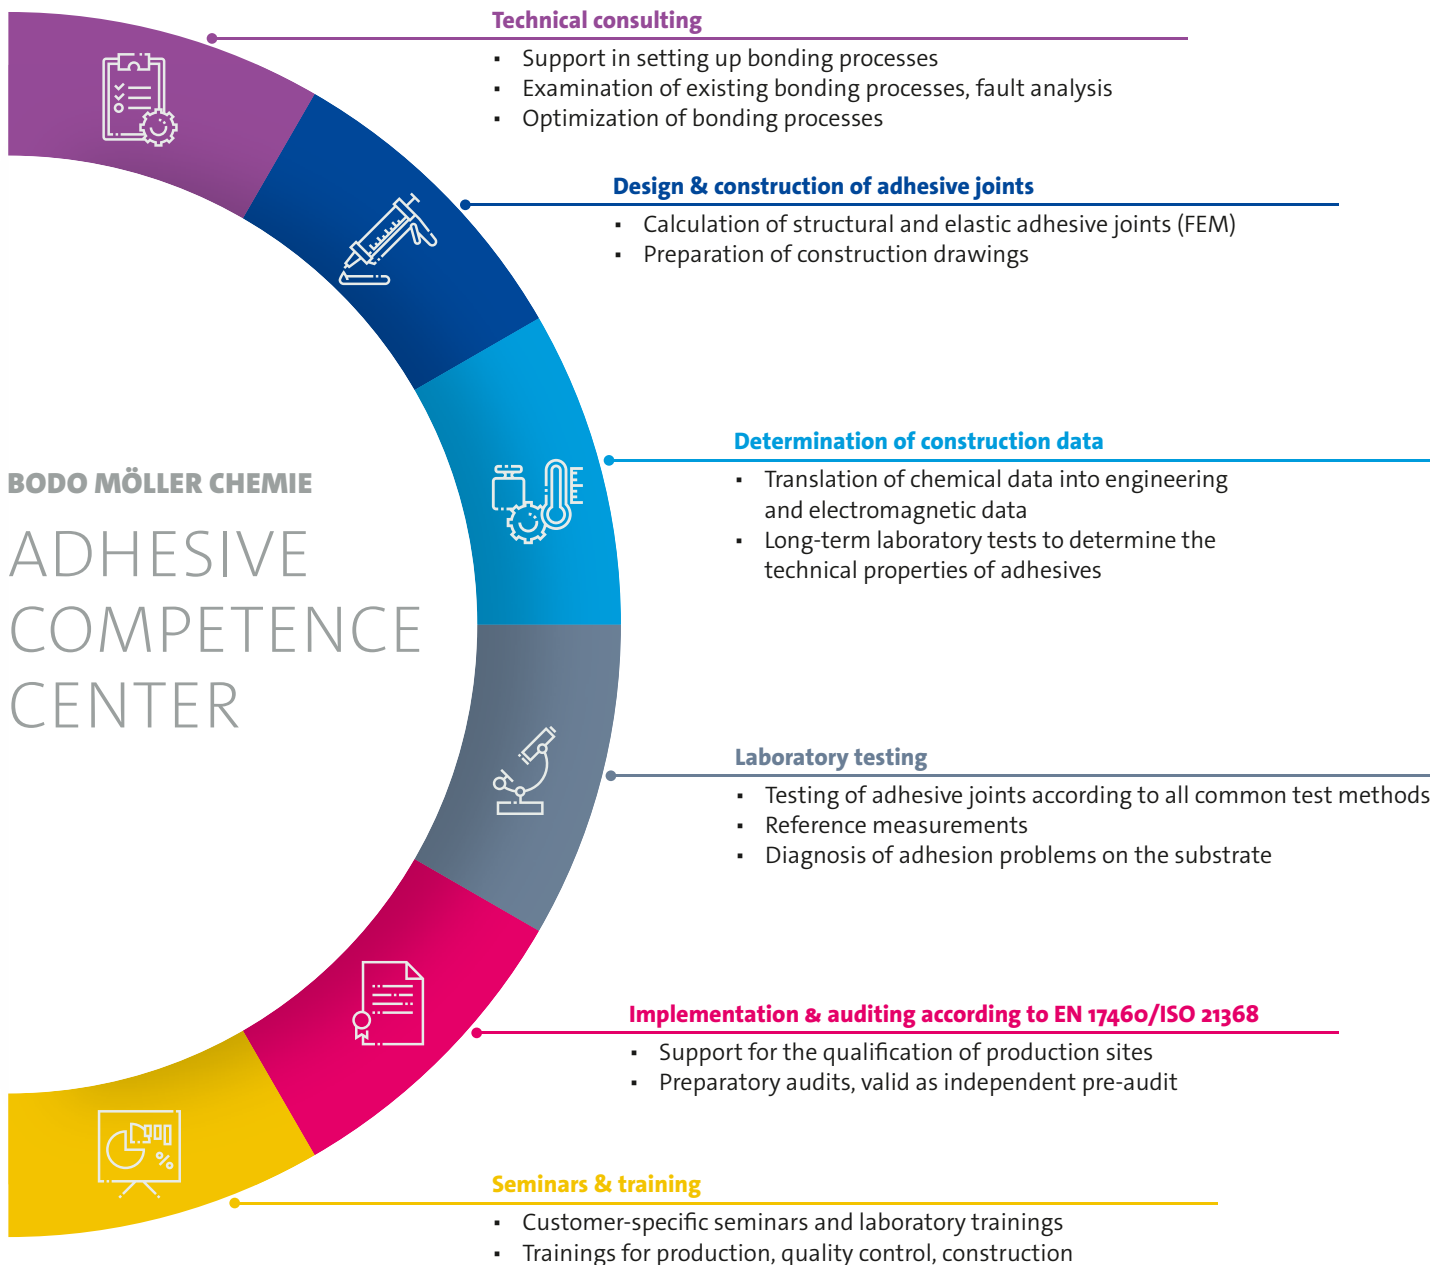 Technical consulting
▪ Support in setting up bonding processes
▪ Examination of existing bonding processes, fault analysis
▪ Optimization of bonding processes
Design & construction of adhesive joints
▪ Calculation of structural and elastic adhesive joints (FEM)
▪ Preparation of construction drawings
Determination of construction data
▪ Translation of chemical data into engineering
and electromagnetic data
▪ Long-term laboratory tests to determine the
technical properties of adhesives
BODO MÖLLER CHEMIE
ADHESIVE
COMPETENCE
CENTER
Laboratory testing
▪ Testing of adhesive joints according to all common test methods
▪ Reference measurements
▪ Diagnosis of adhesion problems on the substrate
Implementation & auditing according to EN 17460/ISO 21368
▪ Support for the qualification of production sites
▪ Preparatory audits, valid as independent pre-audit
%
Seminars & training
▪ Customer-specific seminars and laboratory trainings
▪ Trainings for production, quality control, construction